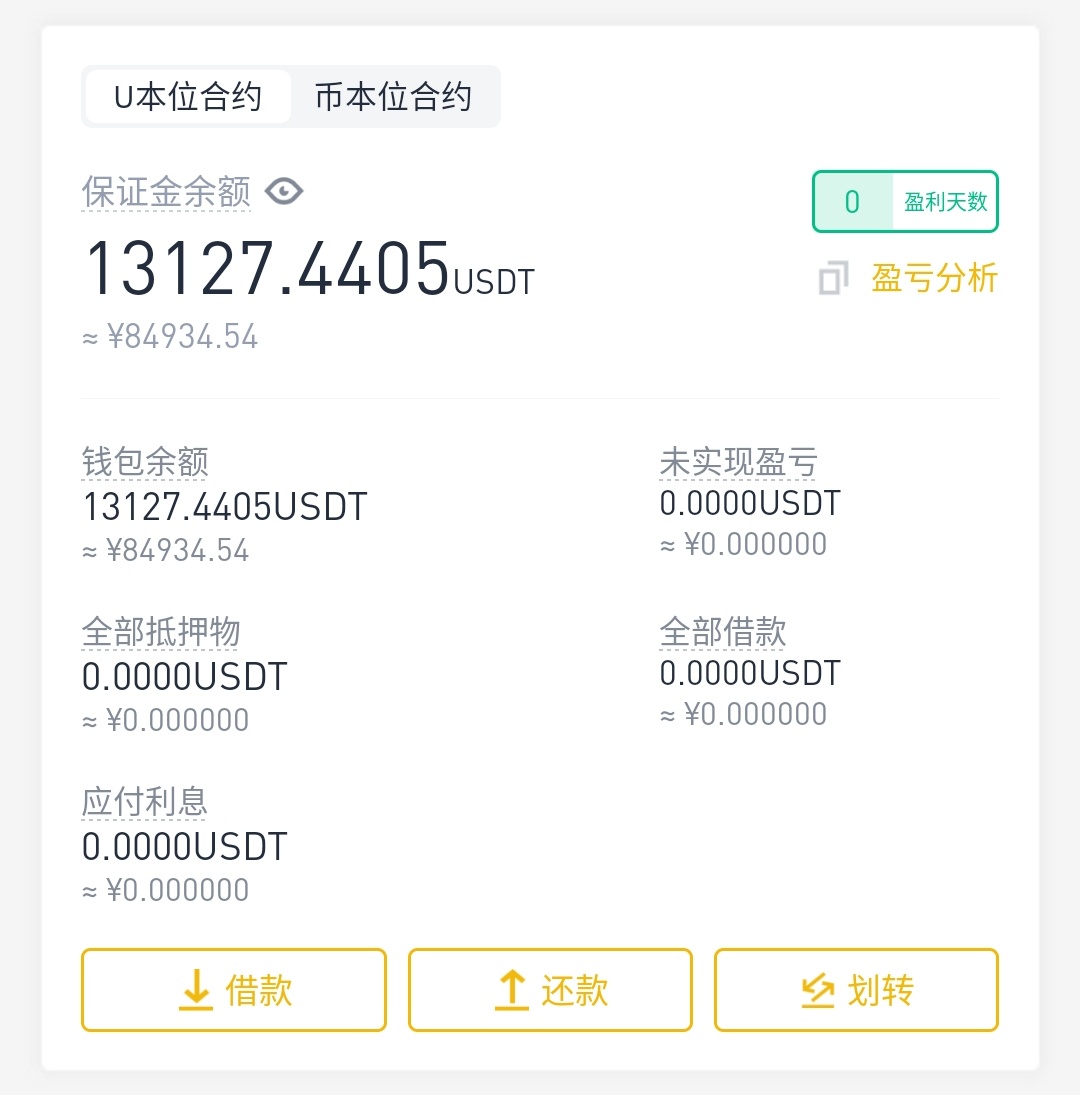 U本位合约 币本位合约
保证金余额
0 盈利天数
13127.4405USDT
盈亏分析
≈ ¥84934.54
钱包余额
13127.4405USDT
≈ ¥84934.54
未实现盈亏
0.0000USDT
≈ ¥0.000000
全部抵押物
0.0000USDT
≈ ¥0.000000
全部借款
0.0000USDT
≈ ¥0.000000
应付利息
0.0000USDT
≈ ¥0.000000
借款 还款 划转